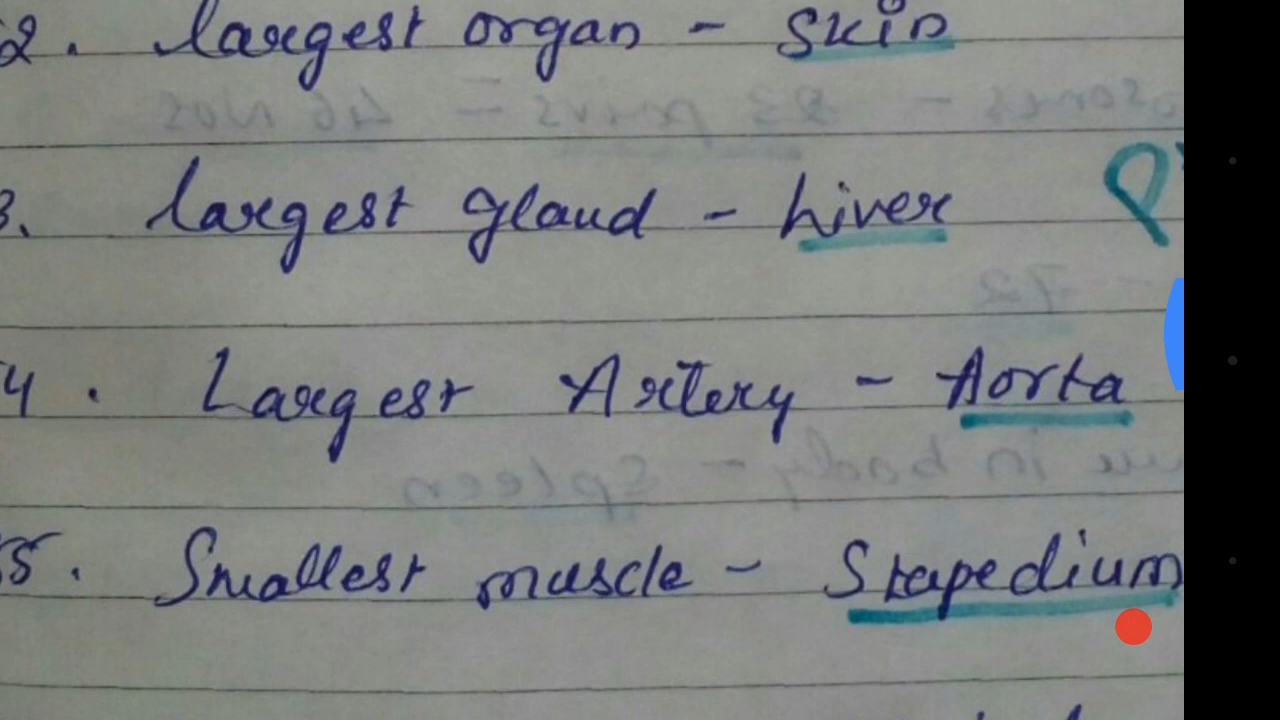 2. largest organ - Skin
3. largest gland - Liver
4. Largest Artery - Aorta
5. Smallest muscle - Stapedium